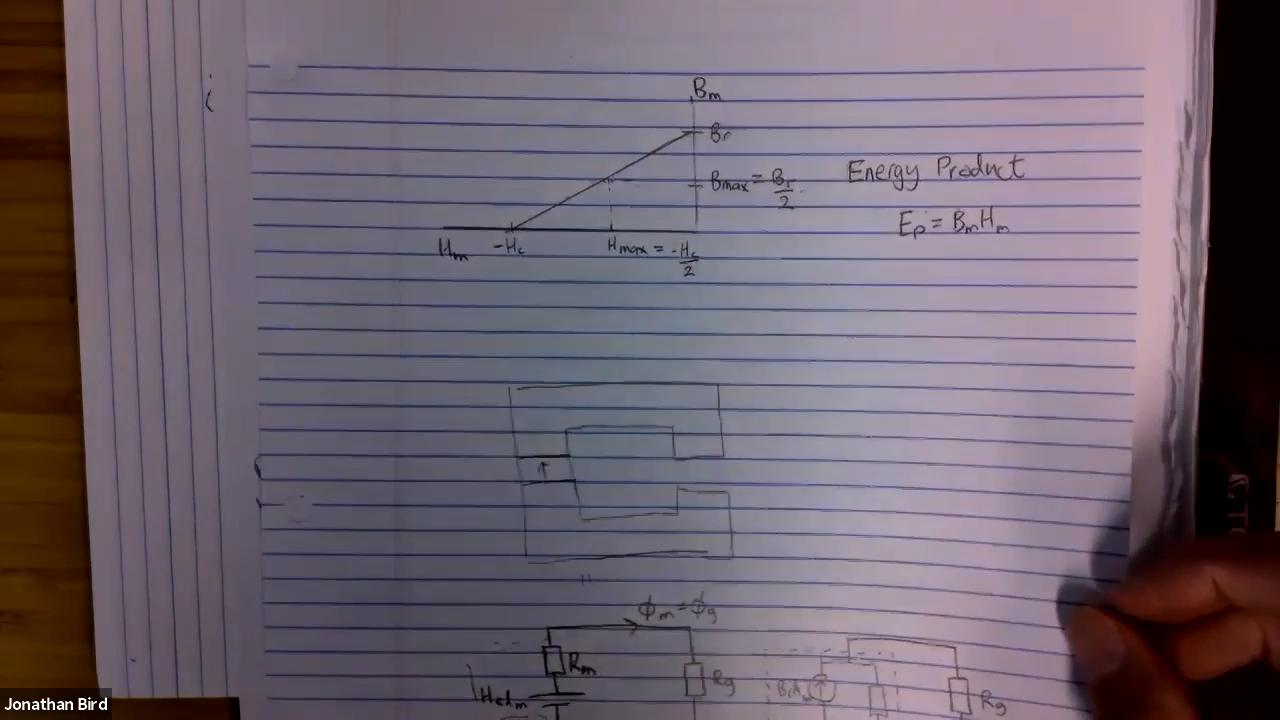 Bm
Br
Bmax = Br/2
Energy Product
Ep = BmHm
Hm
-Hc
Hmax = -Hc/2
↑
ϕm = ϕg
Rm
Rg
Rg
Jonathan Bird